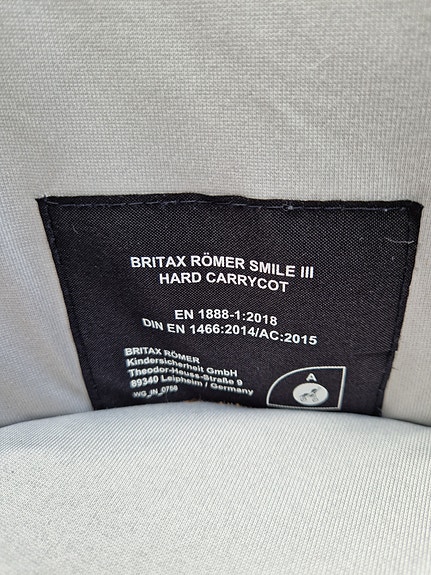 BRITAX RÖMER SMILE III
HARD CARRYCOT
EN 1888-1:2018
DIN EN 1466:2014/AC:2015
BRITAX RÖMER
Kindersicherheit GmbH
Theodor-Heuss-Straße 9
89340 Leipheim / Germany
WG_IN_0756
A